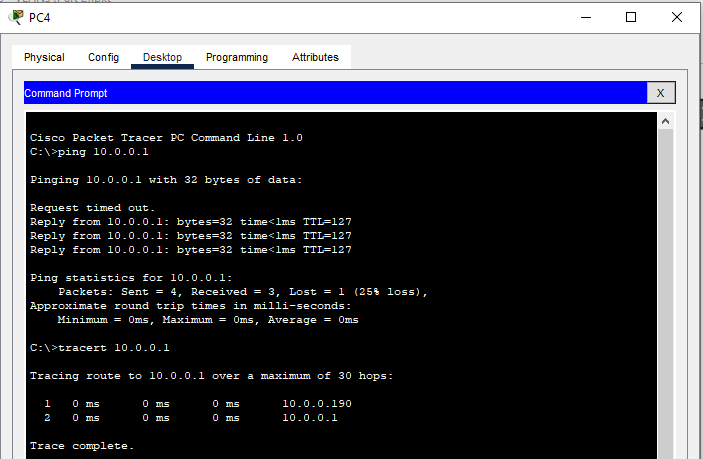 PC4
Physical Config Desktop Programming Attributes
Command Prompt X
Cisco Packet Tracer PC Command Line 1.0
C:\>ping 10.0.0.1
Pinging 10.0.0.1 with 32 bytes of data:
Request timed out.
Reply from 10.0.0.1: bytes=32 time<1ms TTL=127
Reply from 10.0.0.1: bytes=32 time<1ms TTL=127
Reply from 10.0.0.1: bytes=32 time<1ms TTL=127
Ping statistics for 10.0.0.1:
Packets: Sent = 4, Received = 3, Lost = 1 (25% loss),
Approximate round trip times in milli-seconds:
Minimum = 0ms, Maximum = 0ms, Average = 0ms
C:\>tracert 10.0.0.1
Tracing route to 10.0.0.1 over a maximum of 30 hops:
1 0 ms 0 ms 0 ms 10.0.0.190
2 0 ms 0 ms 0 ms 10.0.0.1
Trace complete.